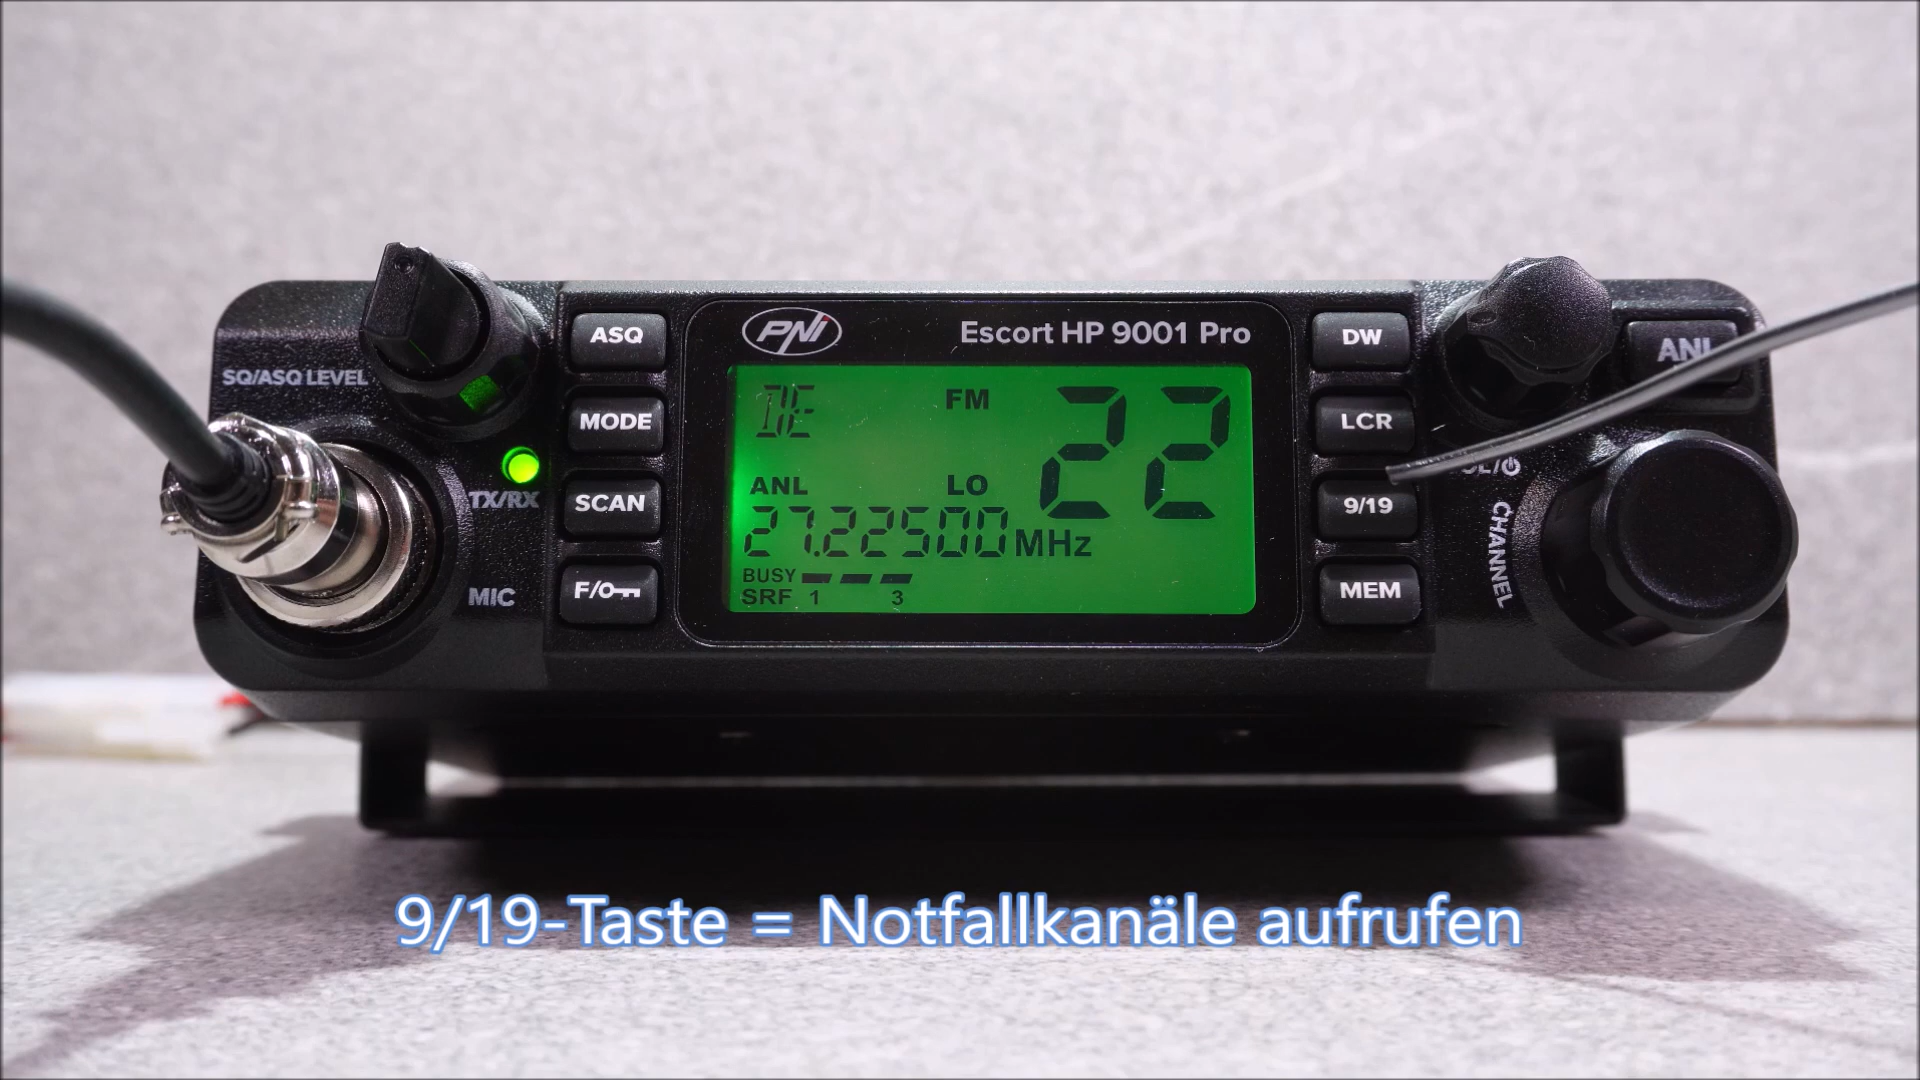 PNI
Escort HP 9001 Pro
SQ/ASQ LEVEL
TX/RX
MIC
ASQ
MODE
SCAN
F/
DE
FM
22
ANL
LO
27.22500 MHz
BUSY
SRF 1 3
DW
LCR
9/19
MEM
ANL
CHANNEL
9/19-Taste = Notfallkanäle aufrufen